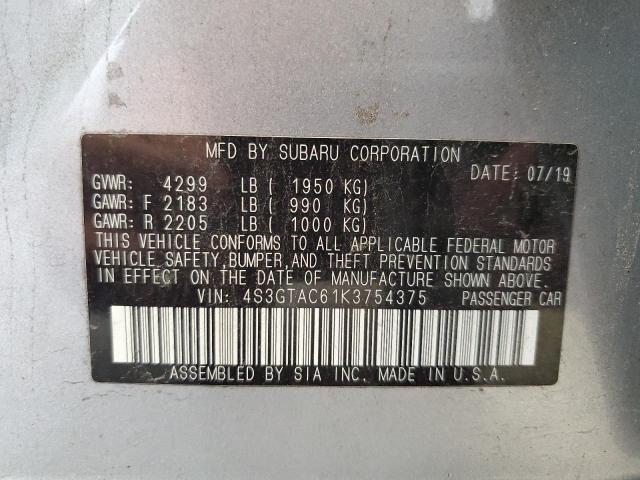 MFD BY SUBARU CORPORATION
DATE: 07/19
GVWR: 4299 LB ( 1950 KG)
GAWR: F 2183 LB ( 990 KG)
GAWR: R 2205 LB ( 1000 KG)
THIS VEHICLE CONFORMS TO ALL APPLICABLE FEDERAL MOTOR
VEHICLE SAFETY, BUMPER, AND THEFT PREVENTION STANDARDS
IN EFFECT ON THE DATE OF MANUFACTURE SHOWN ABOVE.
VIN: 4S3GTAC61K3754375 PASSENGER CAR
ASSEMBLED BY SIA INC. MADE IN U.S.A.